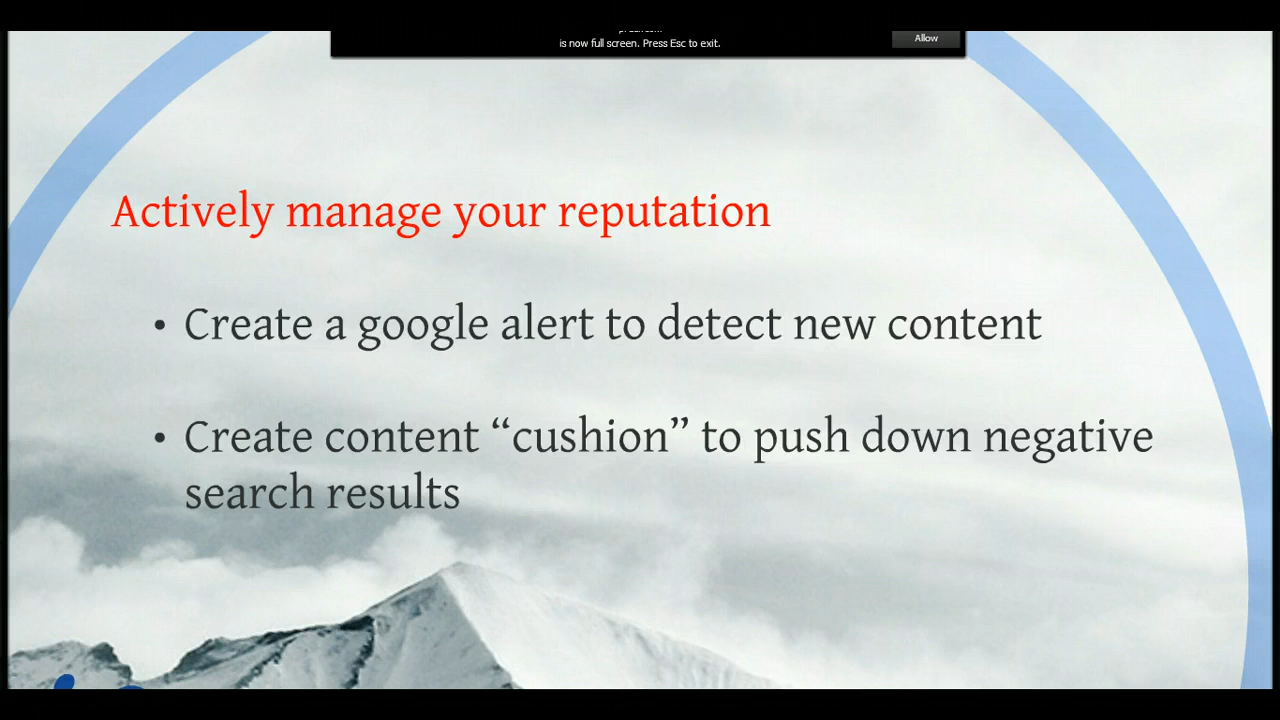 is now full screen. Press Esc to exit.
Allow
Actively manage your reputation
• Create a google alert to detect new content
• Create content “cushion” to push down negative
search results